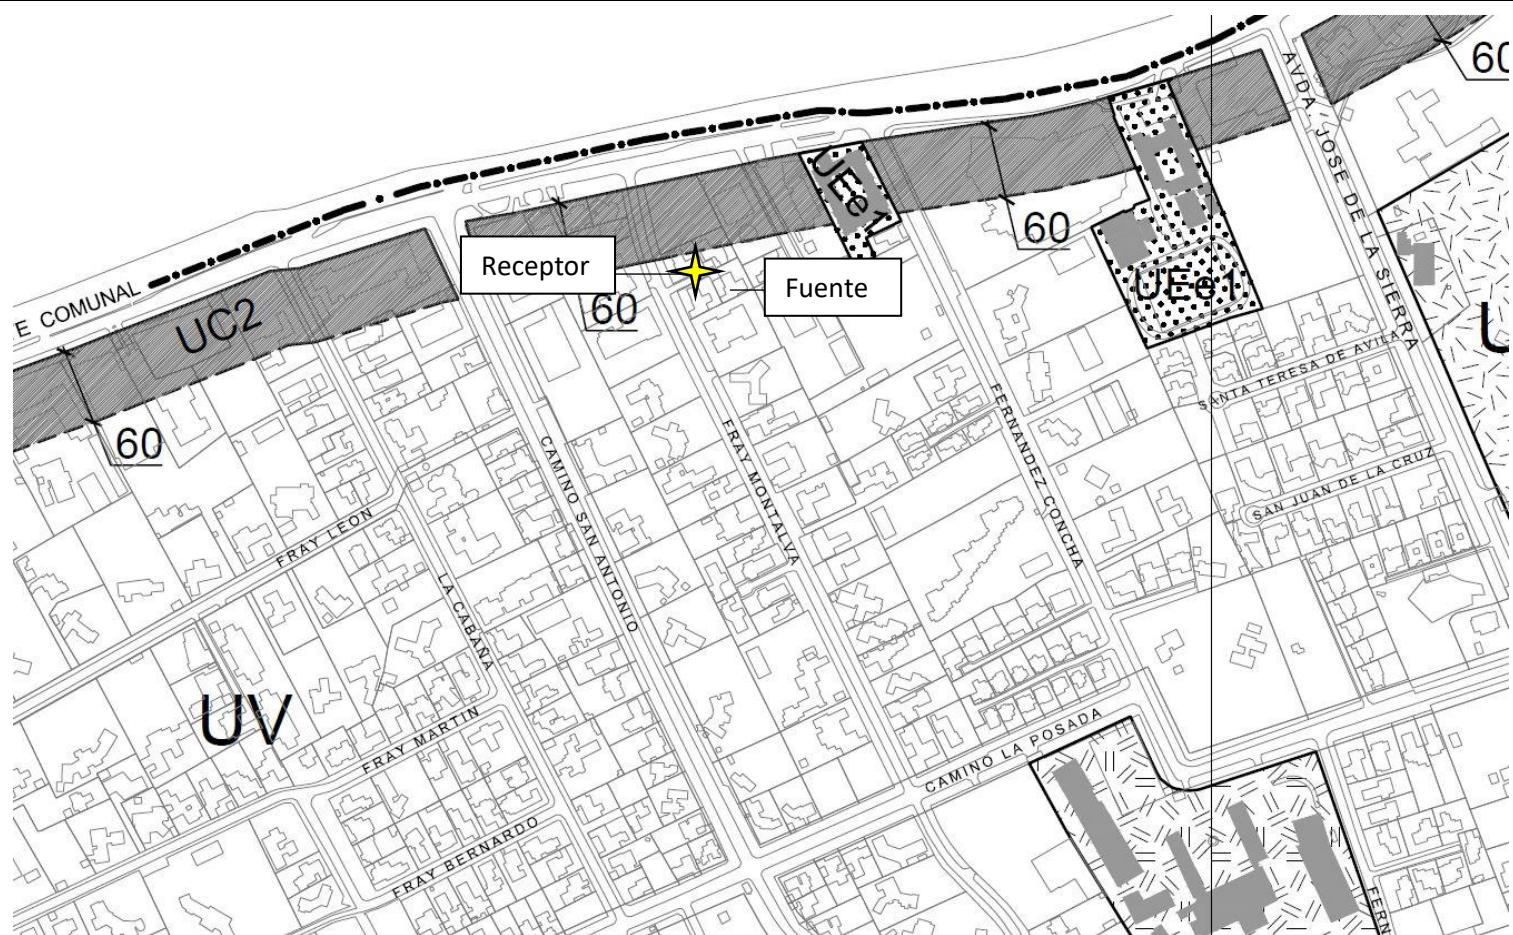 60
AVDA. JOSE DE LA SIERRA
UEe1
60
Receptor
Fuente
UEe1
E COMUNAL
UC2
60
U
SANTA TERESA DE AVILA
60
FERNANDEZ CONCHA
CAMINO SAN ANTONIO
FRAY MONTALVA
SAN JUAN DE LA CRUZ
FRAY LEON
LA CABAÑA
UV
FRAY MARTIN
CAMINO LA POSADA
FRAY BERNARDO
FERN